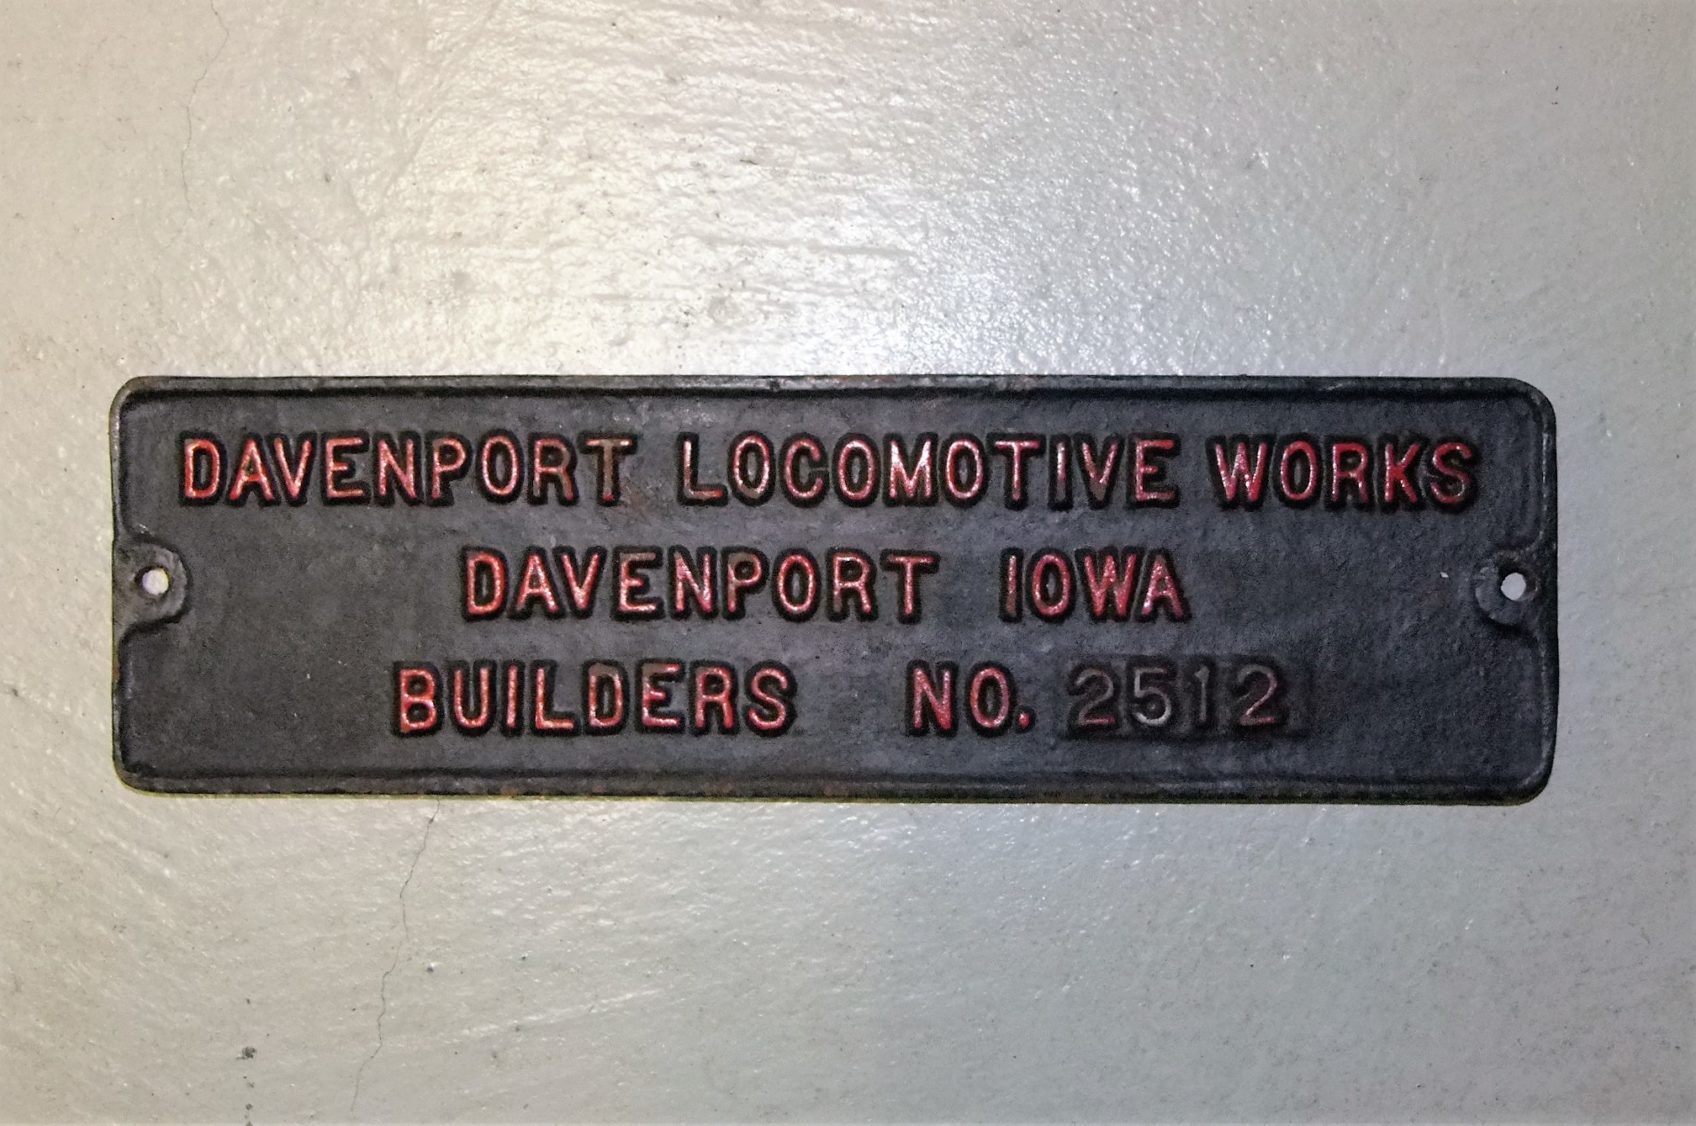 DAVENPORT LOCOMOTIVE WORKS
DAVENPORT IOWA
BUILDERS NO. 2512